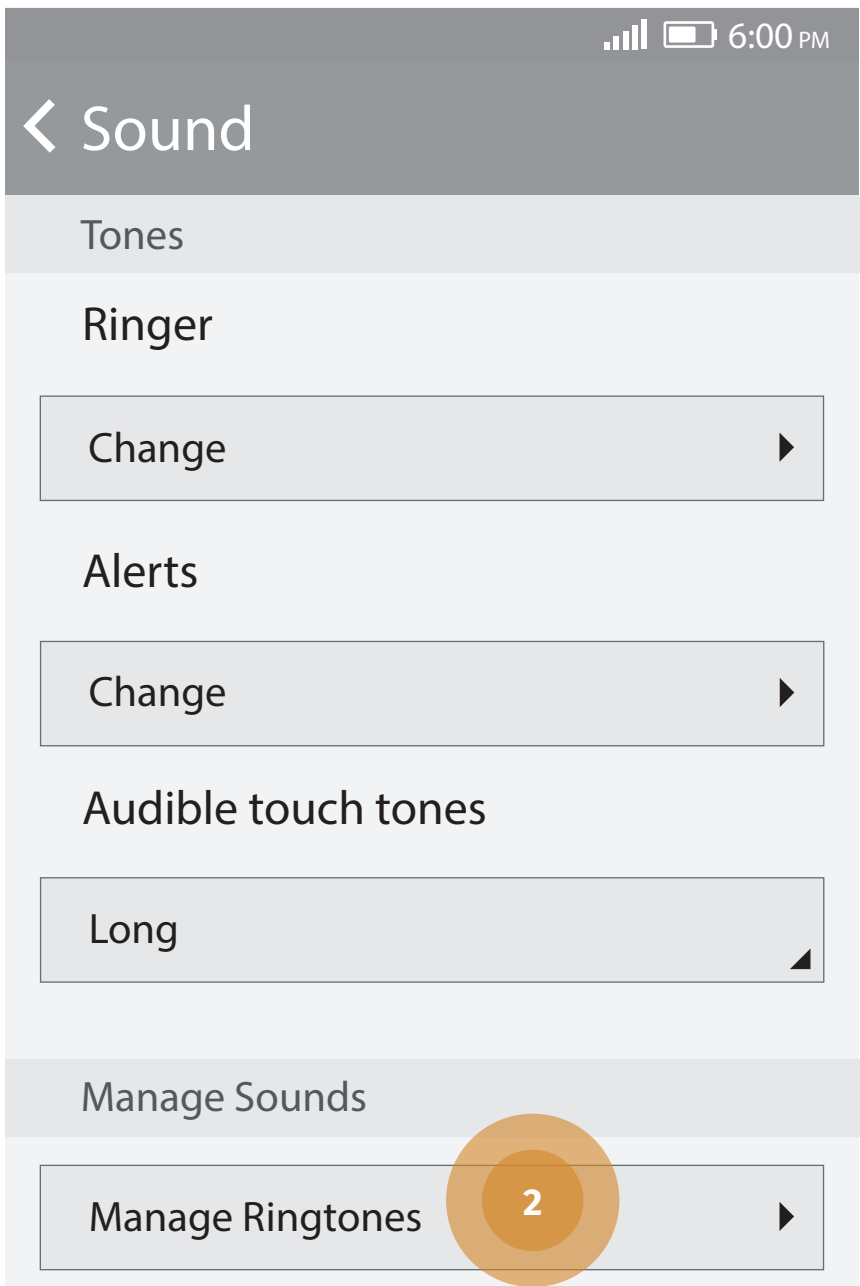 6:00 PM
Sound
Tones
Ringer
Change
Alerts
Change
Audible touch tones
Long
Manage Sounds
Manage Ringtones
2